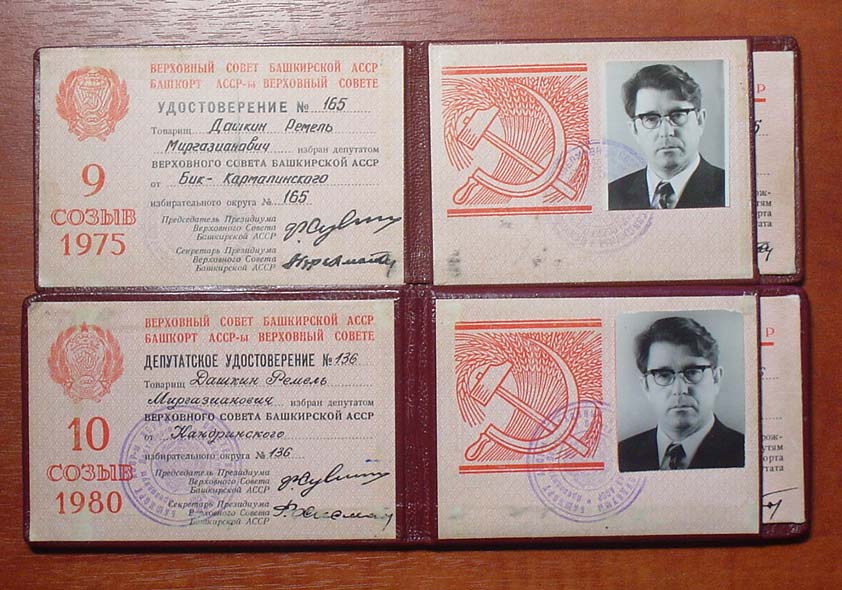 ВЕРХОВНЫЙ СОВЕТ БАШКИРСКОЙ АССР
БАШКОРТ АССР-ы ВЕРХОВНЫЙ СОВЕТЕ
УДОСТОВЕРЕНИЕ № 165
Товарищ Дашкин Ремель
Миргазианович избран депутатом
ВЕРХОВНОГО СОВЕТА БАШКИРСКОЙ АССР
от Бик-Кармалинского
избирательного округа № 165
Председатель Президиума
Верховного Совета
Башкирской АССР
Секретарь Президиума
Верховного Совета
Башкирской АССР
9
СОЗЫВ
1975
ВЕРХОВНЫЙ СОВЕТ БАШКИРСКОЙ АССР
БАШКОРТ АССР-ы ВЕРХОВНЫЙ СОВЕТЕ
ДЕПУТАТСКОЕ УДОСТОВЕРЕНИЕ № 136
Товарищ Дашкин Ремель
Миргазианович избран депутатом
ВЕРХОВНОГО СОВЕТА БАШКИРСКОЙ АССР
от Кандринского
избирательного округа № 136
Председатель Президиума
Верховного Совета
Башкирской АССР
Секретарь Президиума
Верховного Совета
Башкирской АССР
10
СОЗЫВ
1980